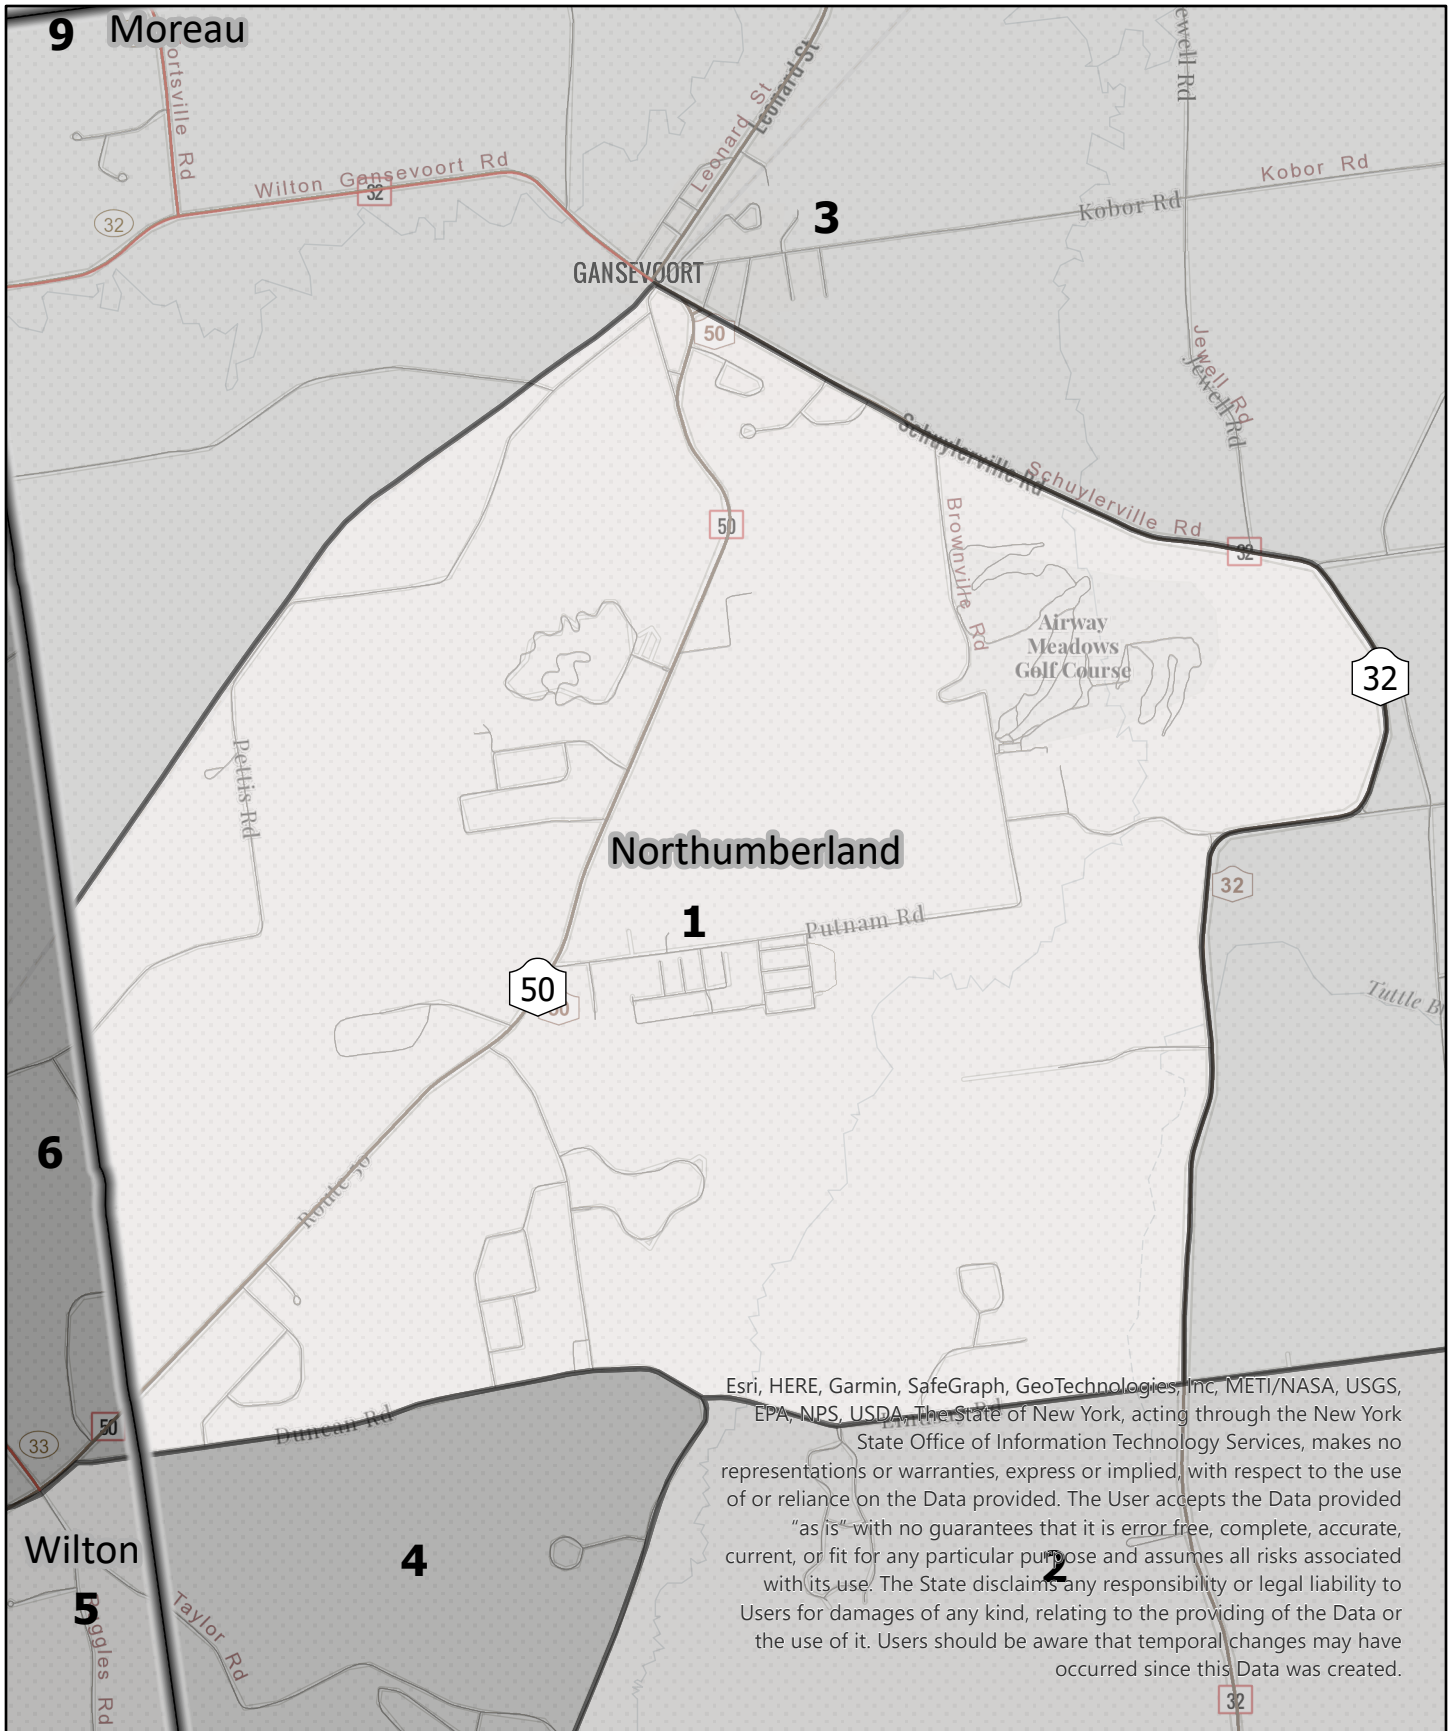 9 Moreau
ortsville Rd
Wilton Gansevoort Rd
32
32
Leonard St
Leonard St
ewell Rd
Kobor Rd
Kobor Rd
3
GANSEVOORT
50
Jewell Rd
Jewell Rd
Schuylerville Rd
Schuylerville Rd
32
50
Brownville Rd
Airway
Meadows
Golf Course
32
Pettis Rd
Northumberland
1
Putnam Rd
32
50
50
Tuttle B
6
Route 50
Duncan Rd
50
33
Wilton
5
4
2
Taylor Rd
uggles Rd
Esri, HERE, Garmin, SafeGraph, GeoTechnologies, Inc, METI/NASA, USGS,
EPA, NPS, USDA, The State of New York, acting through the New York
State Office of Information Technology Services, makes no
representations or warranties, express or implied, with respect to the use
of or reliance on the Data provided. The User accepts the Data provided
“as is” with no guarantees that it is error free, complete, accurate,
current, or fit for any particular purpose and assumes all risks associated
with its use. The State disclaims any responsibility or legal liability to
Users for damages of any kind, relating to the providing of the Data or
the use of it. Users should be aware that temporal changes may have
occurred since this Data was created.
32